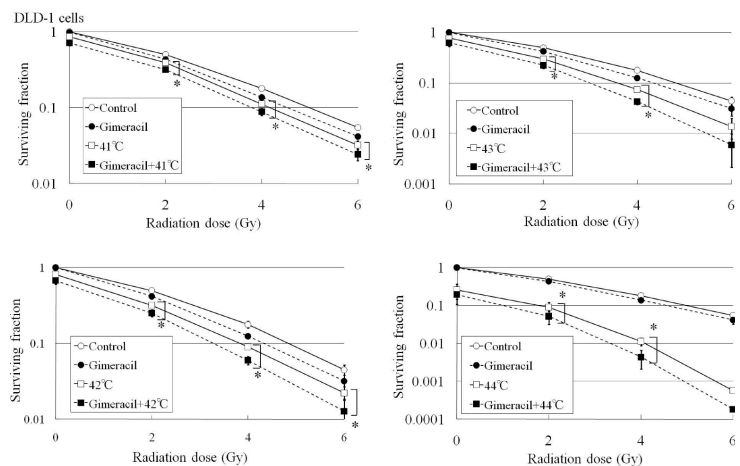 DLD-1 cells
1
0.1
0.01
Surviving fraction
Control
Gimeracil
41℃
Gimeracil+41℃
*
*
*
0
2
4
6
Radiation dose (Gy)
1
0.1
0.01
0.001
Surviving fraction
Control
Gimeracil
43℃
Gimeracil+43℃
*
*
0
2
4
6
Radiation dose (Gy)
1
0.1
0.01
Surviving fraction
Control
Gimeracil
42℃
Gimeracil+42℃
*
*
*
0
2
4
6
Radiation dose (Gy)
1
0.1
0.01
0.001
0.0001
Surviving fraction
Control
Gimeracil
44℃
Gimeracil+44℃
*
*
0
2
4
6
Radiation dose (Gy)